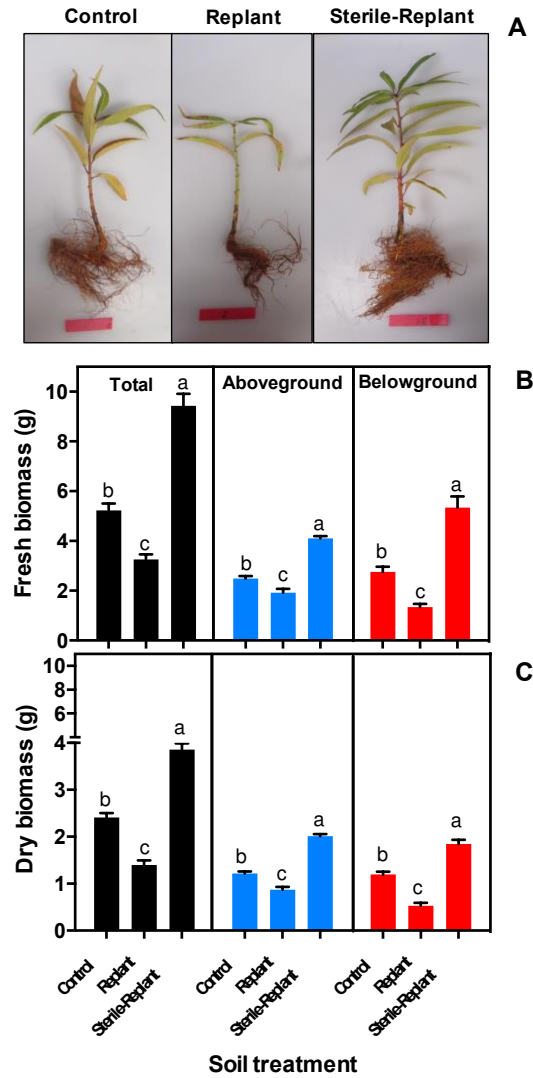 Control Replant Sterile-Replant A
B
Total Aboveground Belowground
Fresh biomass (g)
10
8
6
4
2
0
b c a b c a b c a
C
Dry biomass (g)
10
8
6
4
4
3
2
1
0
b c a b c a b c a
Control Replant Sterile-Replant Control Replant Sterile-Replant Control Replant Sterile-Replant
Soil treatment